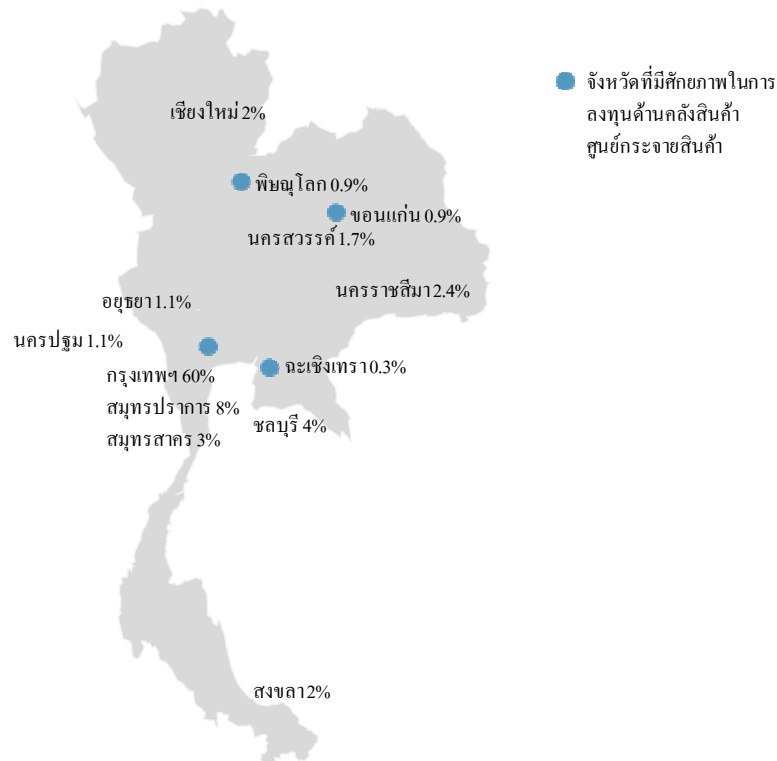 จังหวัดที่มีศักยภาพในการ
ลงทุนด้านคลังสินค้า
ศูนย์กระจายสินค้า
เชียงใหม่ 2%
พิษณุโลก 0.9%
ขอนแก่น 0.9%
นครสวรรค์ 1.7%
นครราชสีมา 2.4%
อยุธยา 1.1%
นครปฐม 1.1%
กรุงเทพฯ 60%
สมุทรปราการ 8%
สมุทรสาคร 3%
ฉะเชิงเทรา 0.3%
ชลบุรี 4%
สงขลา 2%